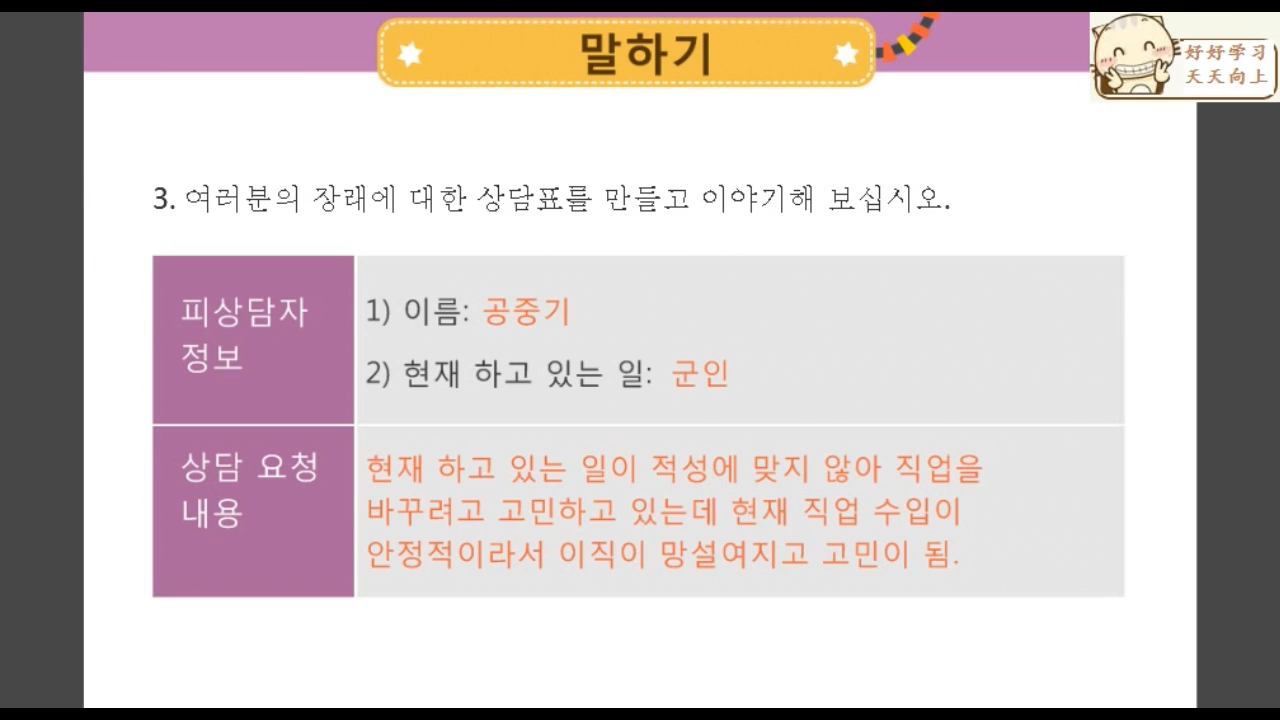 말하기
好好学习
天天向上
3. 여러분의 장래에 대한 상담표를 만들고 이야기해 보십시오.
피상담자
정보
1) 이름: 공중기
2) 현재 하고 있는 일: 군인
상담 요청
내용
현재 하고 있는 일이 적성에 맞지 않아 직업을
바꾸려고 고민하고 있는데 현재 직업 수입이
안정적이라서 이직이 망설여지고 고민이 됨.